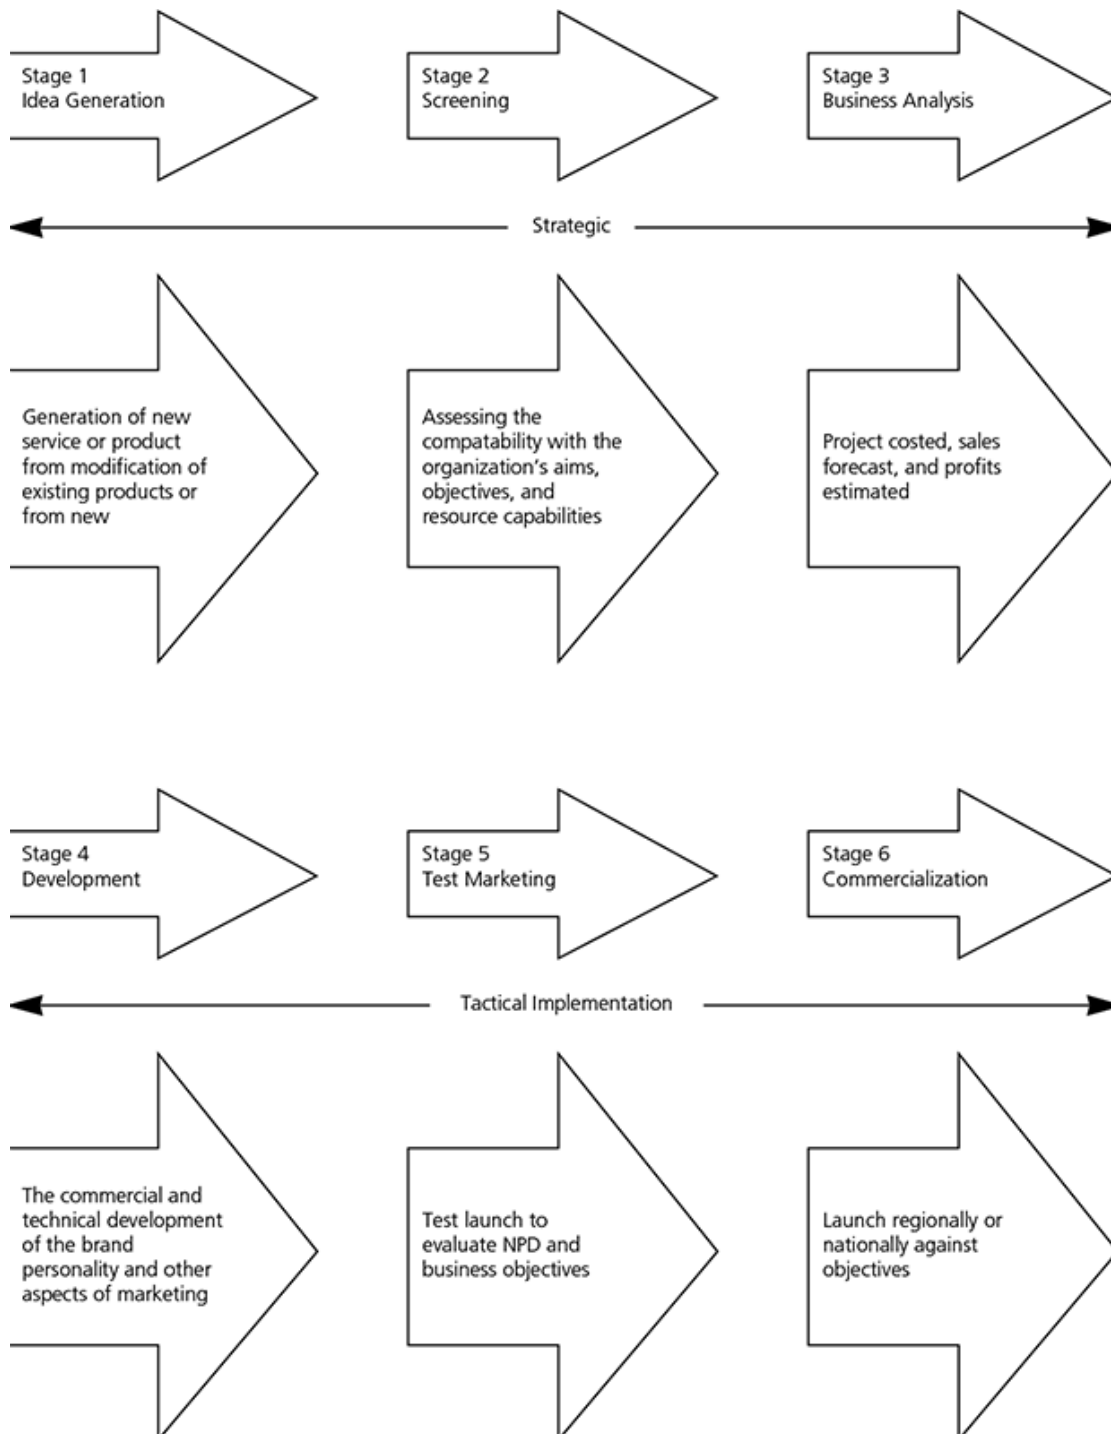 Stage 1
Idea Generation
Stage 2
Screening
Stage 3
Business Analysis
Strategic
Generation of new
service or product
from modification of
existing products or
from new
Assessing the
compatability with the
organization's aims,
objectives, and
resource capabilities
Project costed, sales
forecast, and profits
estimated
Stage 4
Development
Stage 5
Test Marketing
Stage 6
Commercialization
Tactical Implementation
The commercial and
technical development
of the brand
personality and other
aspects of marketing
Test launch to
evaluate NPD and
business objectives
Launch regionally or
nationally against
objectives